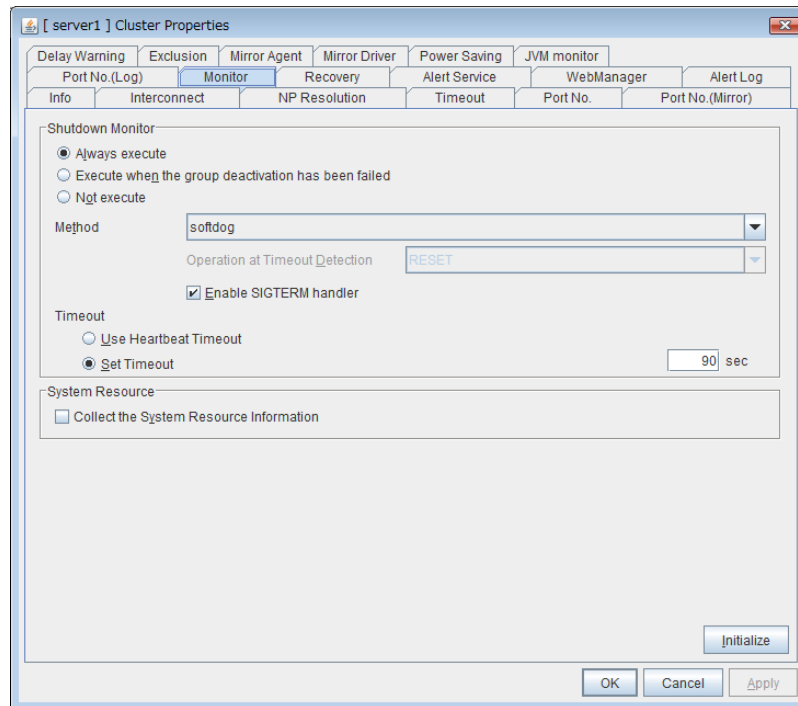 [ server1 ] Cluster Properties
Delay Warning Exclusion Mirror Agent Mirror Driver Power Saving JVM monitor
Port No.(Log) Monitor Recovery Alert Service WebManager Alert Log
Info Interconnect NP Resolution Timeout Port No. Port No.(Mirror)
Shutdown Monitor
Always execute
Execute when the group deactivation has been failed
Not execute
Method softdog
Operation at Timeout Detection RESET
Enable SIGTERM handler
Timeout
Use Heartbeat Timeout
Set Timeout 90 sec
System Resource
Collect the System Resource Information
Initialize
OK Cancel Apply